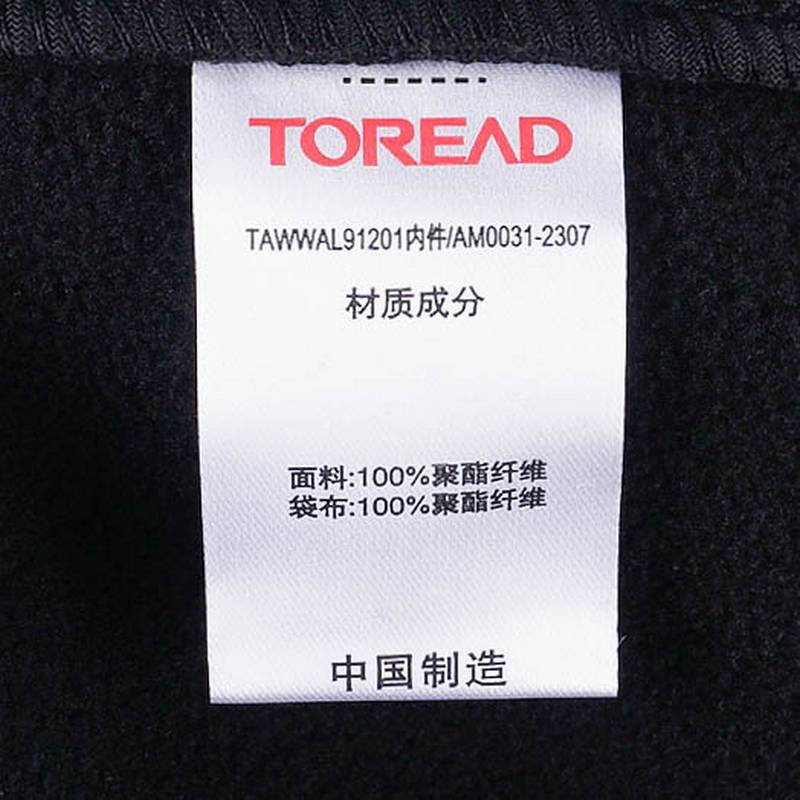 TOREAD
TAWWAL91201内件/AM0031-2307
材质成分
面料:100%聚酯纤维
袋布:100%聚酯纤维
中国制造